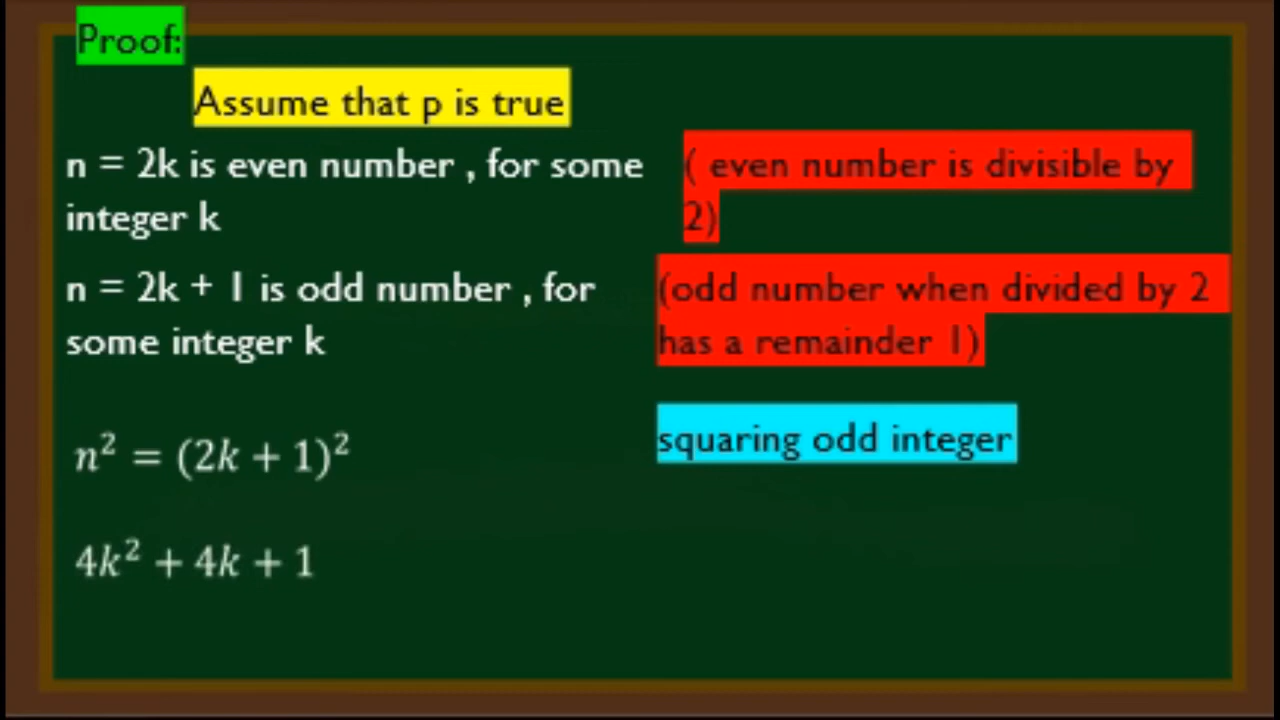 Proof:
Assume that p is true
n = 2k is even number , for some
integer k
( even number is divisible by
2)
n = 2k + 1 is odd number , for
some integer k
(odd number when divided by 2
has a remainder 1)
n² = (2k + 1)²
squaring odd integer
4k² + 4k + 1